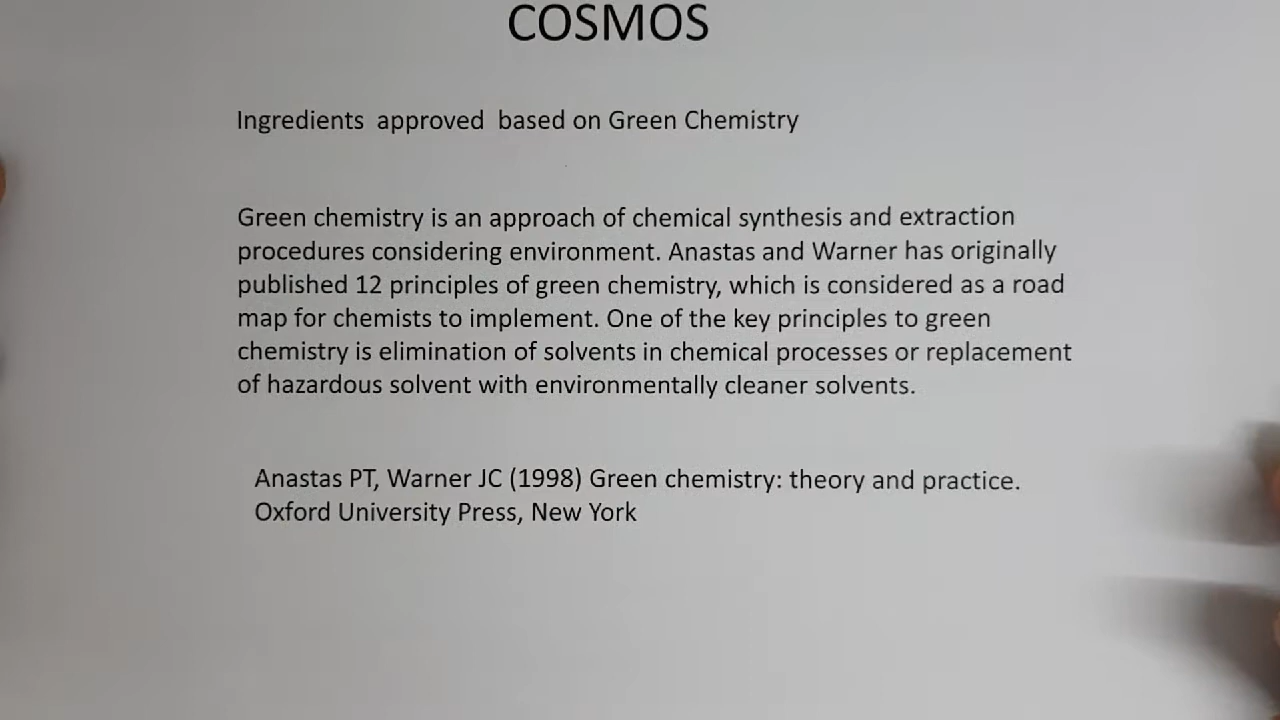 COSMOS
Ingredients approved based on Green Chemistry
Green chemistry is an approach of chemical synthesis and extraction
procedures considering environment. Anastas and Warner has originally
published 12 principles of green chemistry, which is considered as a road
map for chemists to implement. One of the key principles to green
chemistry is elimination of solvents in chemical processes or replacement
of hazardous solvent with environmentally cleaner solvents.
Anastas PT, Warner JC (1998) Green chemistry: theory and practice.
Oxford University Press, New York